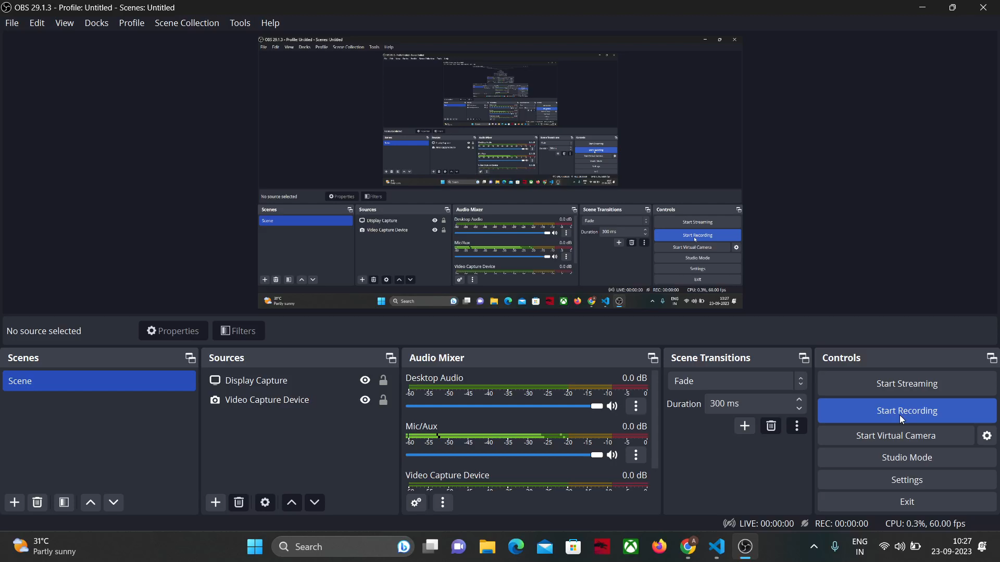 OBS 29.1.3 - Profile: Untitled - Scenes: Untitled
File Edit View Docks Profile Scene Collection Tools Help
OBS 29.1.3 - Profile: Untitled - Scenes: Untitled
File Edit View Docks Profile Scene Collection Tools Help
No source selected Properties Filters
Scenes Sources Audio Mixer Scene Transitions Controls
Scene Display Capture Desktop Audio 0.0 dB Fade Start Streaming
Video Capture Device Duration 300 ms Start Recording
Mic/Aux 0.0 dB Start Virtual Camera
Studio Mode
Video Capture Device 0.0 dB Settings
Exit
LIVE: 00:00:00 REC: 00:00:00 CPU: 0.3%, 60.00 fps
31°C
Partly sunny
Search
ENG
IN
10:27
23-09-2023
No source selected Properties Filters
Scenes
Scene
Sources
Display Capture
Video Capture Device
Audio Mixer
Desktop Audio 0.0 dB
-60 -55 -50 -45 -40 -35 -30 -25 -20 -15 -10 -5 0
Mic/Aux 0.0 dB
-60 -55 -50 -45 -40 -35 -30 -25 -20 -15 -10 -5 0
Video Capture Device 0.0 dB
Scene Transitions
Fade
Duration 300 ms
Controls
Start Streaming
Start Recording
Start Virtual Camera
Studio Mode
Settings
Exit
LIVE: 00:00:00 REC: 00:00:00 CPU: 0.3%, 60.00 fps
31°C
Partly sunny
Search
ENG
IN
10:27
23-09-2023